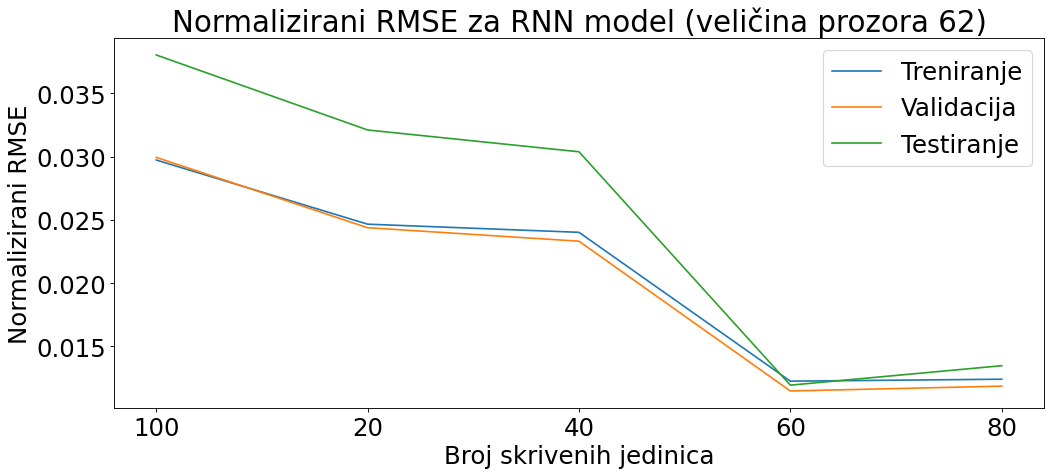 Normalizirani RMSE za RNN model (veličina prozora 62)
Treniranje
Validacija
Testiranje
Normalizirani RMSE
0.035
0.030
0.025
0.020
0.015
100 20 40 60 80
Broj skrivenih jedinica